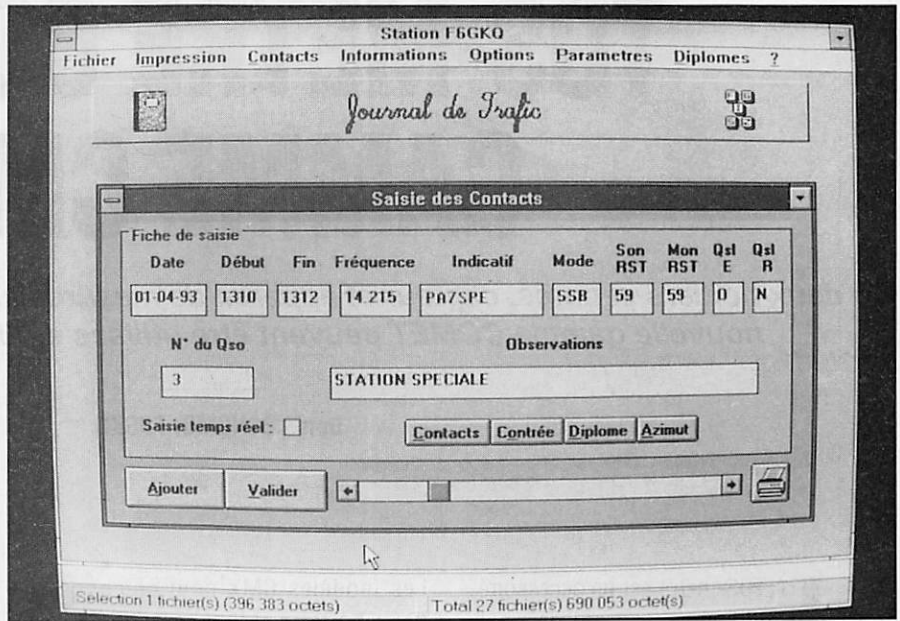 Station F6GKQ
Fichier Impression Contacts Informations Options Parametres Diplomes ?
Journal de Trafic
Saisie des Contacts
Fiche de saisie
Date Début Fin Fréquence Indicatif Mode Son RST Mon RST Qsl E Qsl R
01-04-93 1310 1312 14.215 PA7SPE SSB 59 59 O N
N° du Qso Observations
3 STATION SPECIALE
Saisie temps réel : Contacts Contrée Diplome Azimut
Ajouter Valider
Selection 1 fichier(s) (396 383 octets) Total 27 fichier(s) 690 053 octet(s)